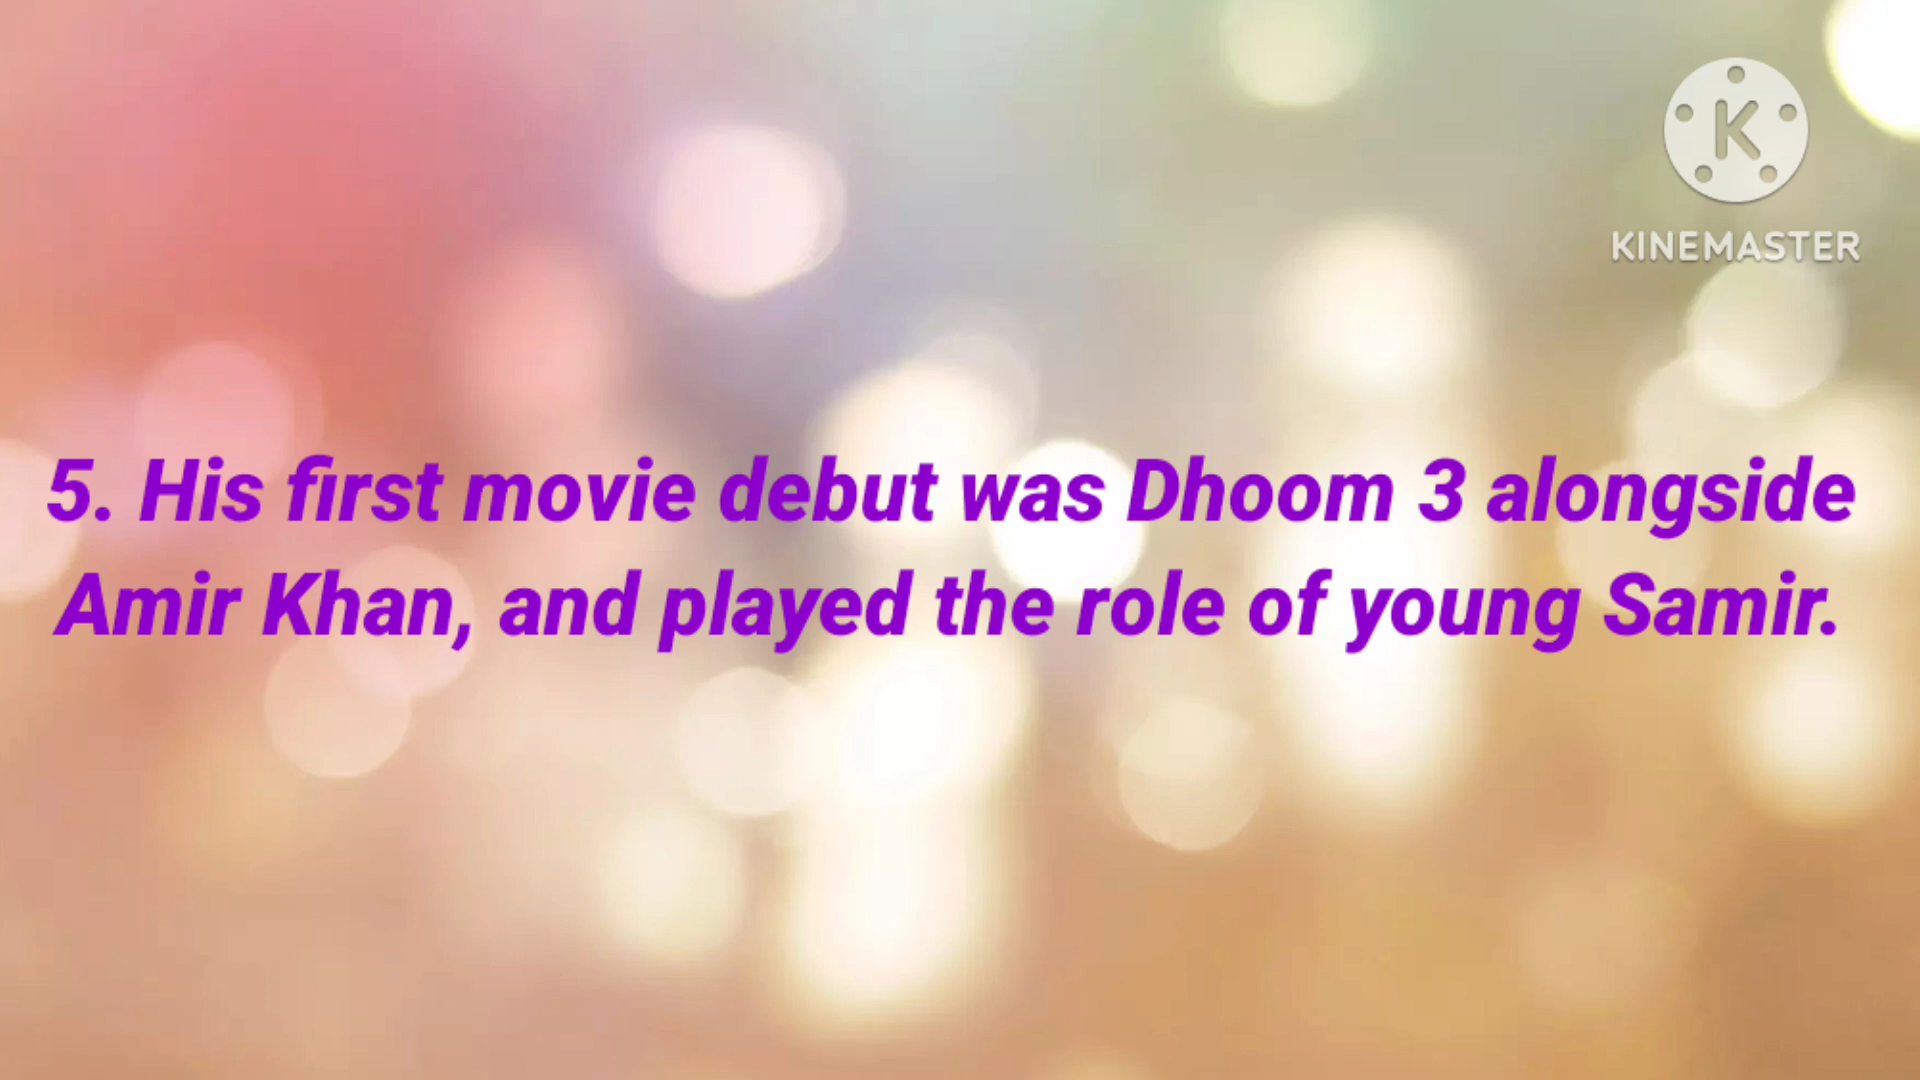 K
KINEMASTER
5. His first movie debut was Dhoom 3 alongside
Amir Khan, and played the role of young Samir.